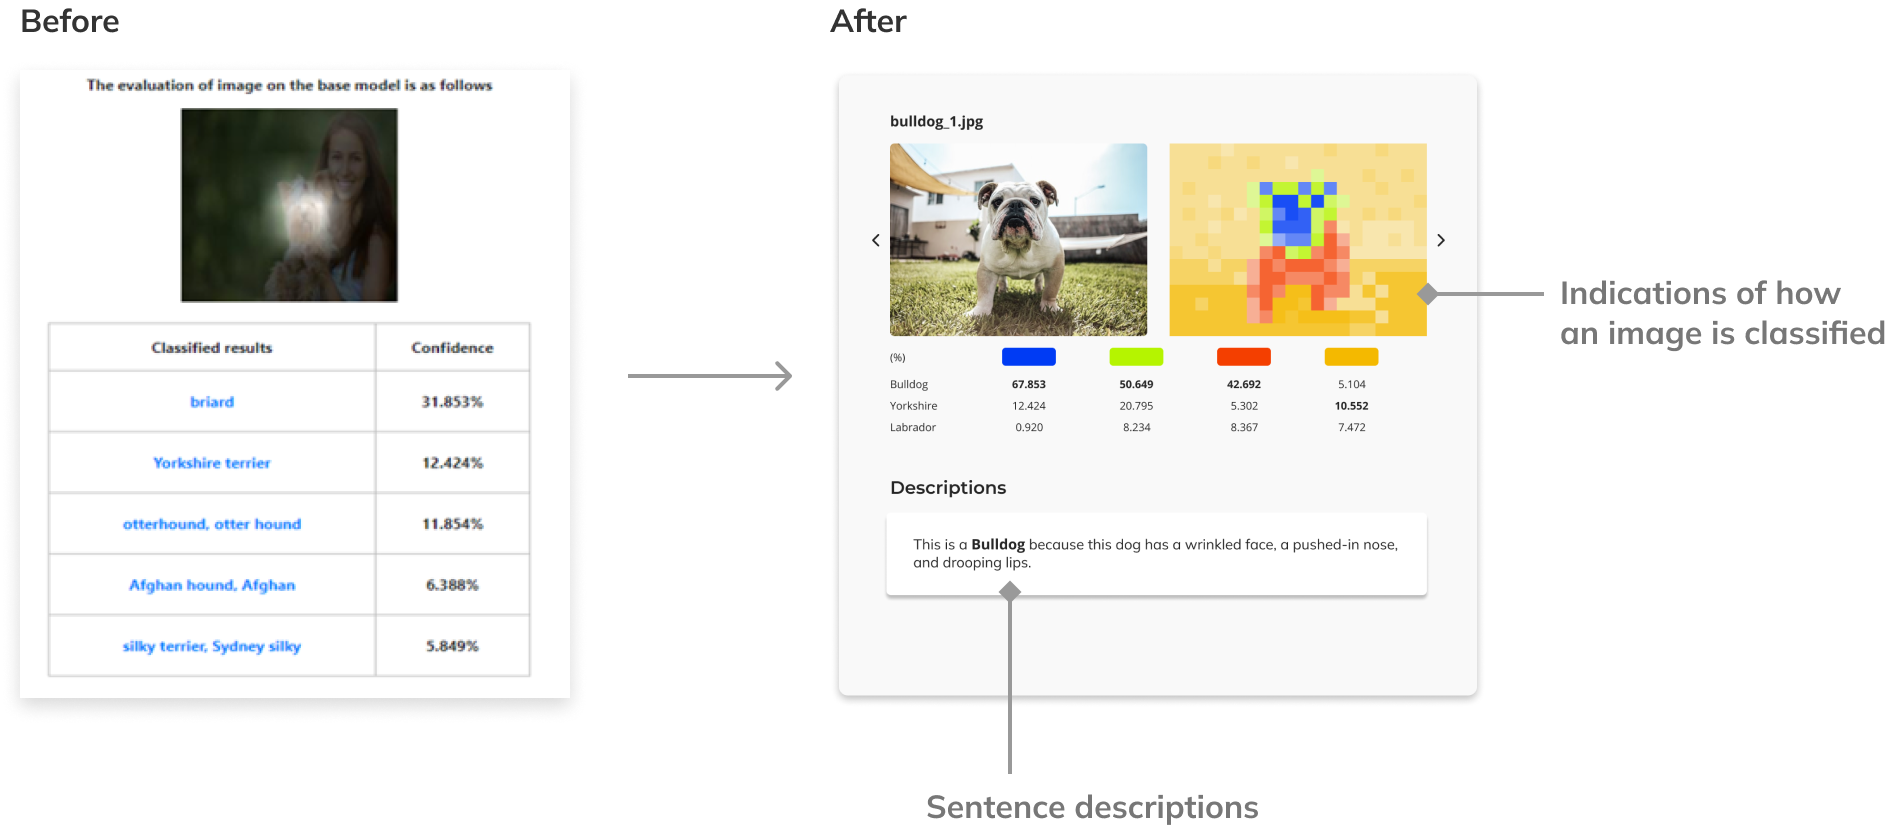 Before
The evaluation of image on the base model is as follows
Classified results Confidence
briard 31.853%
Yorkshire terrier 12.424%
otterhound, otter hound 11.854%
Afghan hound, Afghan 6.388%
silky terrier, Sydney silky 5.849%
After
bulldog_1.jpg
(%)
Bulldog 67.853 50.649 42.692 5.104
Yorkshire 12.424 20.795 5.302 10.552
Labrador 0.920 8.234 8.367 7.472
Descriptions
This is a Bulldog because this dog has a wrinkled face, a pushed-in nose,
and drooping lips.
Indications of how
an image is classified
Sentence descriptions